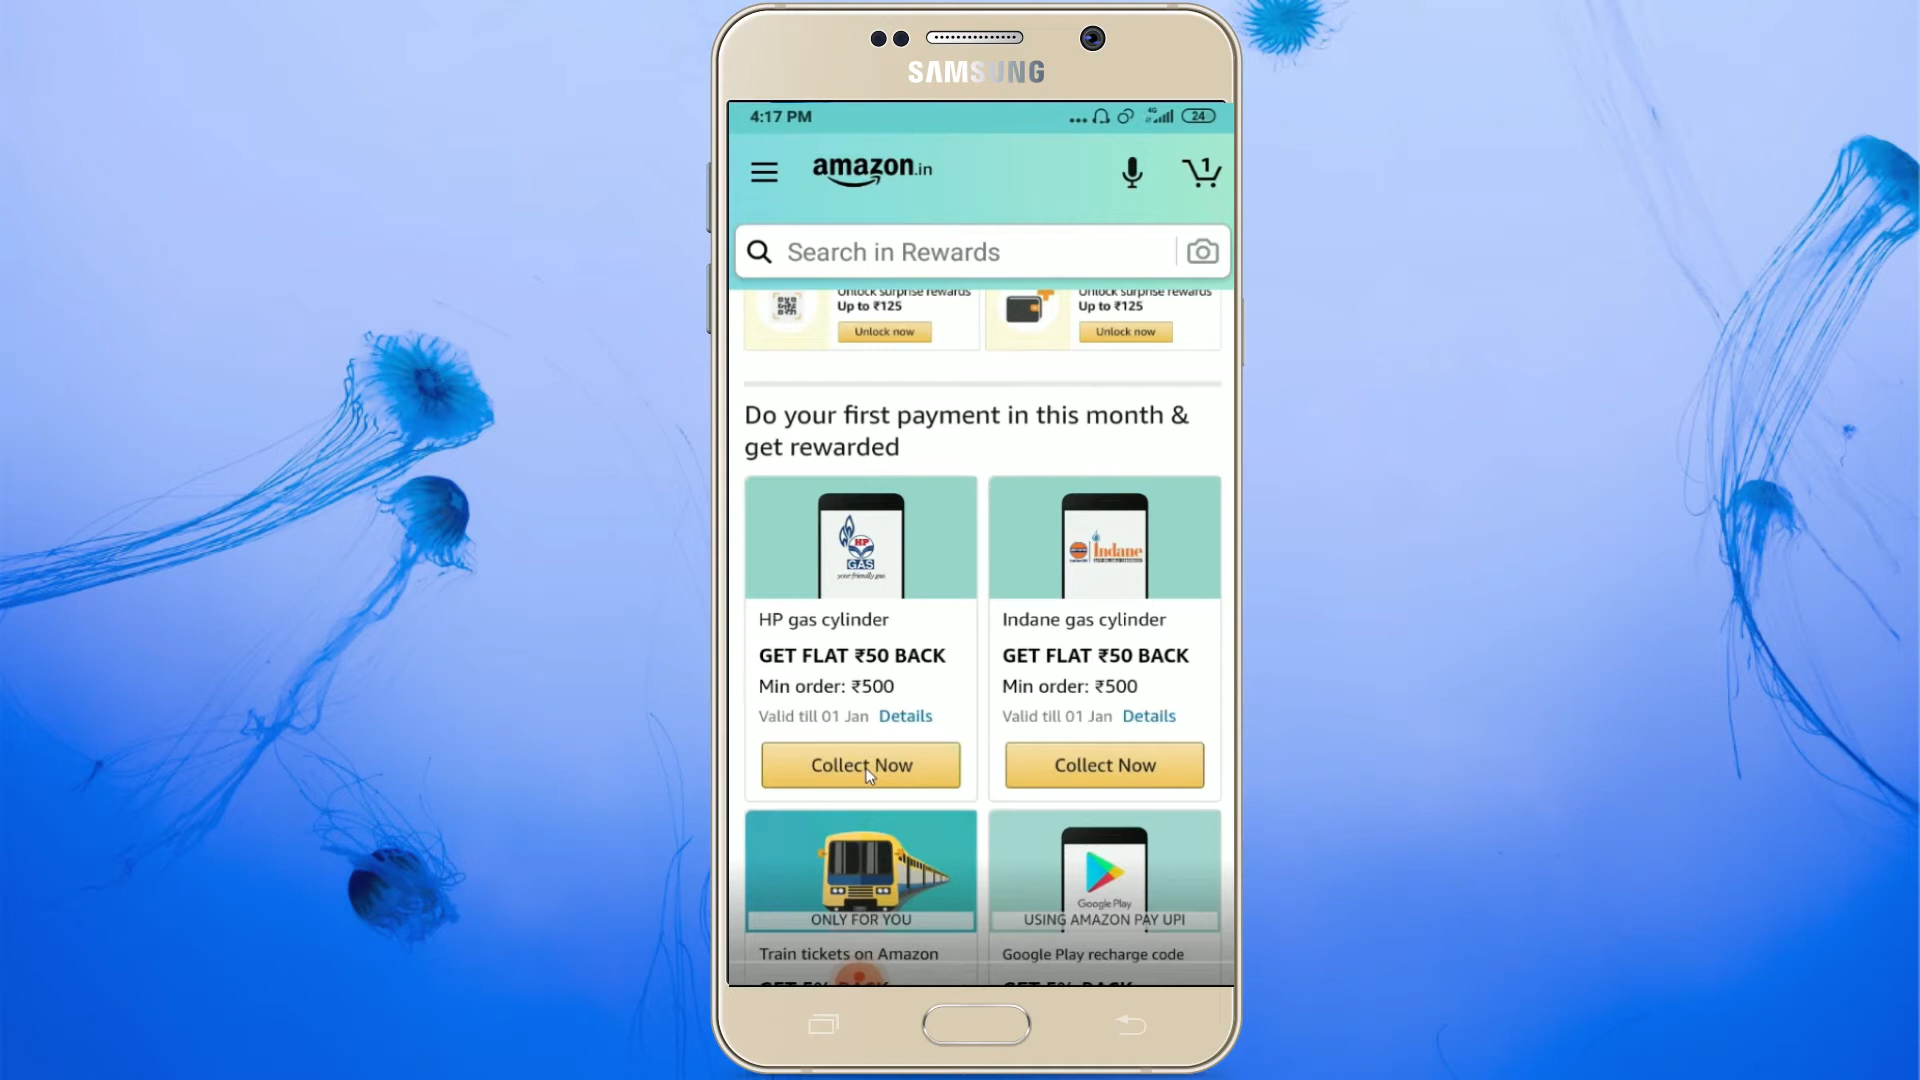 SAMSUNG
4:17 PM
4G
24
amazon.in
1
Search in Rewards
Unlock surprise rewards
Up to ₹125
Unlock now
Unlock surprise rewards
Up to ₹125
Unlock now
Do your first payment in this month &
get rewarded
HP
GAS
your friendly gas
HP gas cylinder
GET FLAT ₹50 BACK
Min order: ₹500
Valid till 01 Jan Details
Collect Now
Indane
Indane gas cylinder
GET FLAT ₹50 BACK
Min order: ₹500
Valid till 01 Jan Details
Collect Now
ONLY FOR YOU
Train tickets on Amazon
GET 5% BACK
Google Play
USING AMAZON PAY UPI
Google Play recharge code
GET 5% BACK